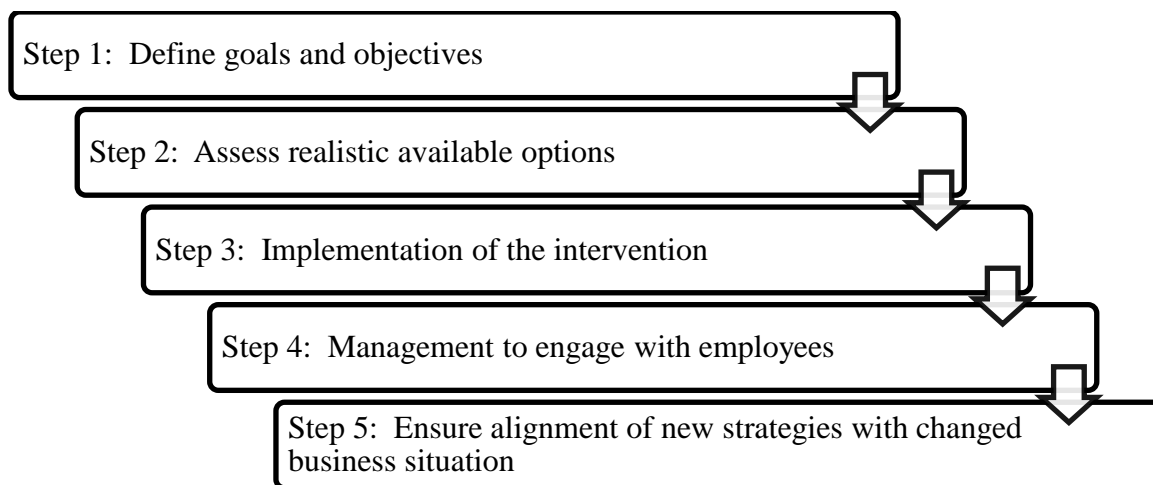 Step 1:  Define goals and objectives
Step 2:  Assess realistic available options
Step 3:  Implementation of the intervention
Step 4:  Management to engage with employees
Step 5:  Ensure alignment of new strategies with changed
business situation